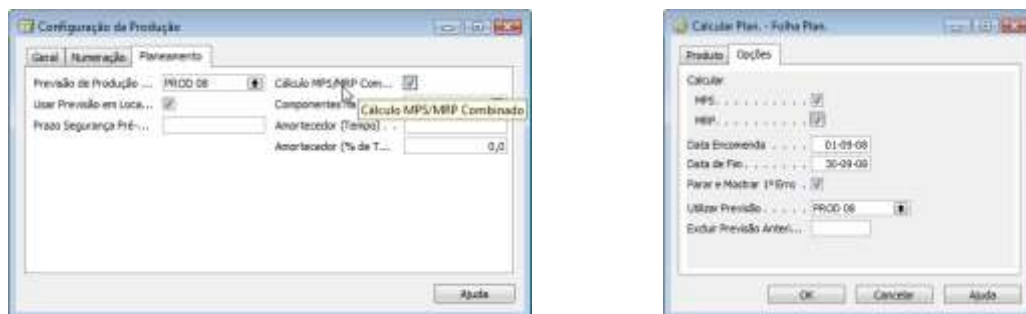 Configuração de Produção
Geral Numeração Planeamento
Previsão de Produção ... PROD 08 Cálculo MPS/MRP Com...
Usar Previsão em Loca... Componentes na
Cálculo MPS/MRP Combinado
Prazo Segurança Pré-... Amortecedor (Tempo) . .
Amortecedor (% de T... 0,0
Ajuda
Calcular Plan. - Folha Plan.
Produto Opções
Calcular
MPS. . . . . . . . . .
MRP. . . . . . . . . .
Data Encomenda . . . . 01-09-08
Data de Fim. . . . . . 30-09-08
Parar e Mostrar 1º Erro .
Utilizar Previsão. . . . . PROD 08
Excluir Previsão Anteri...
OK Cancelar Ajuda